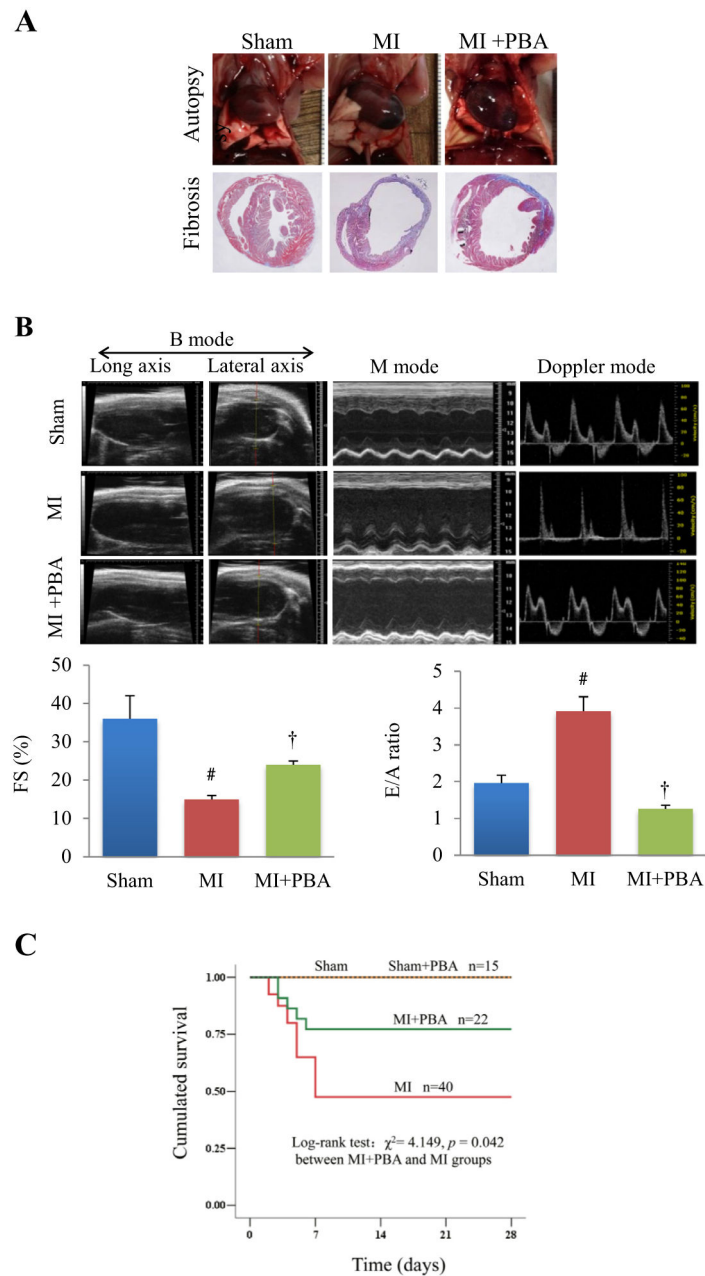 A
Sham MI MI +PBA
Autopsy
Fibrosis
B
B mode
Long axis Lateral axis M mode Doppler mode
Sham
MI
MI +PBA
50
40
30
20
10
0
FS (%)
#
†
Sham MI MI+PBA
5
4
3
2
1
0
E/A ratio
#
†
Sham MI MI+PBA
C
Sham Sham+PBA n=15
MI+PBA n=22
MI n=40
Log-rank test: χ²= 4.149, p = 0.042
between MI+PBA and MI groups
Cumulated survival
1.00
0.75
0.50
0.25
0.00
0 7 14 21 28
Time (days)